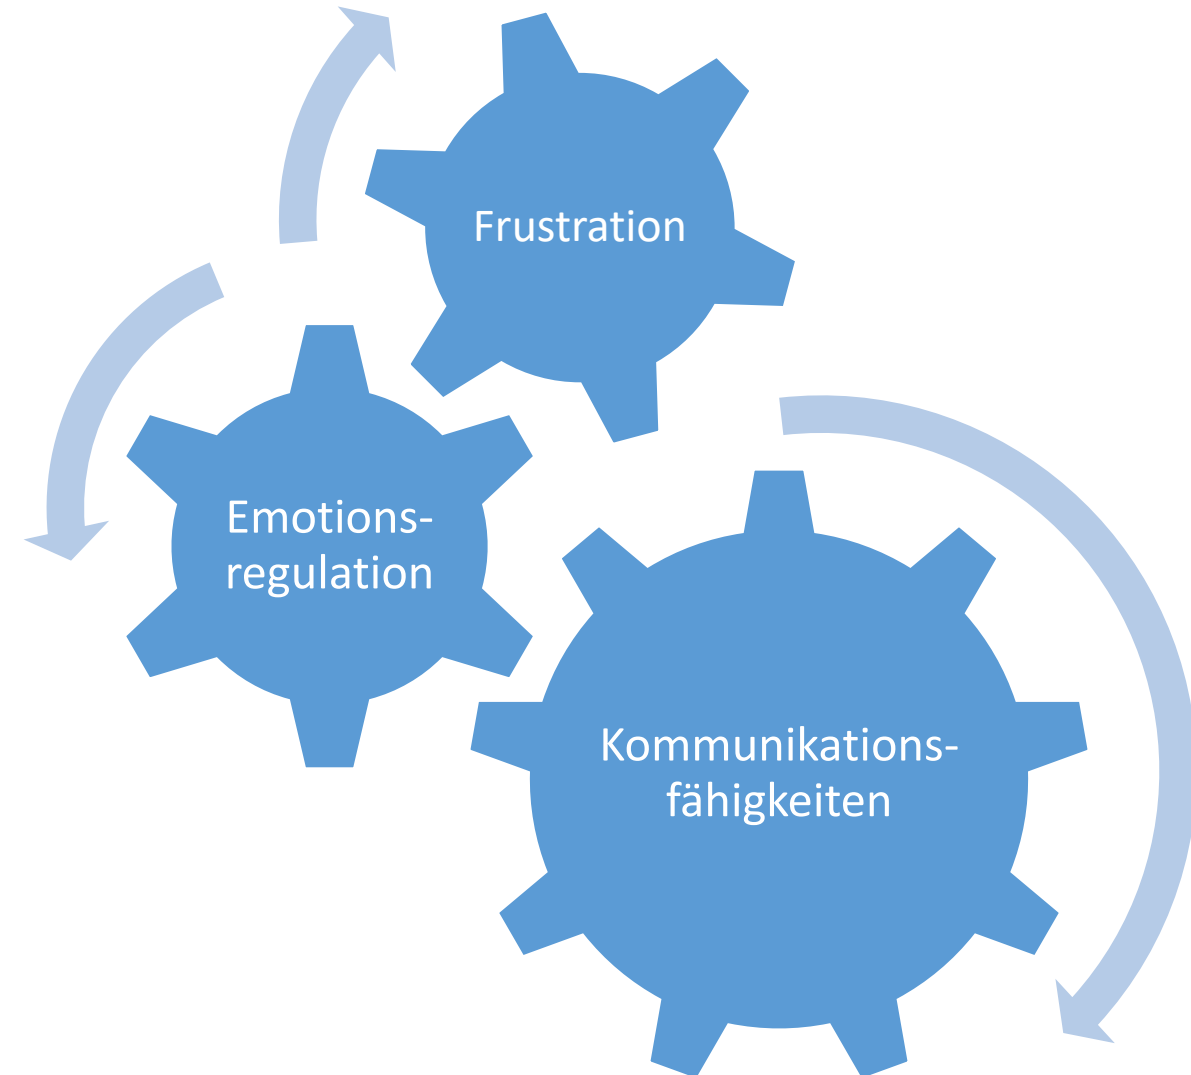 Frustration
Emotions-
regulation
Kommunikations-
fähigkeiten